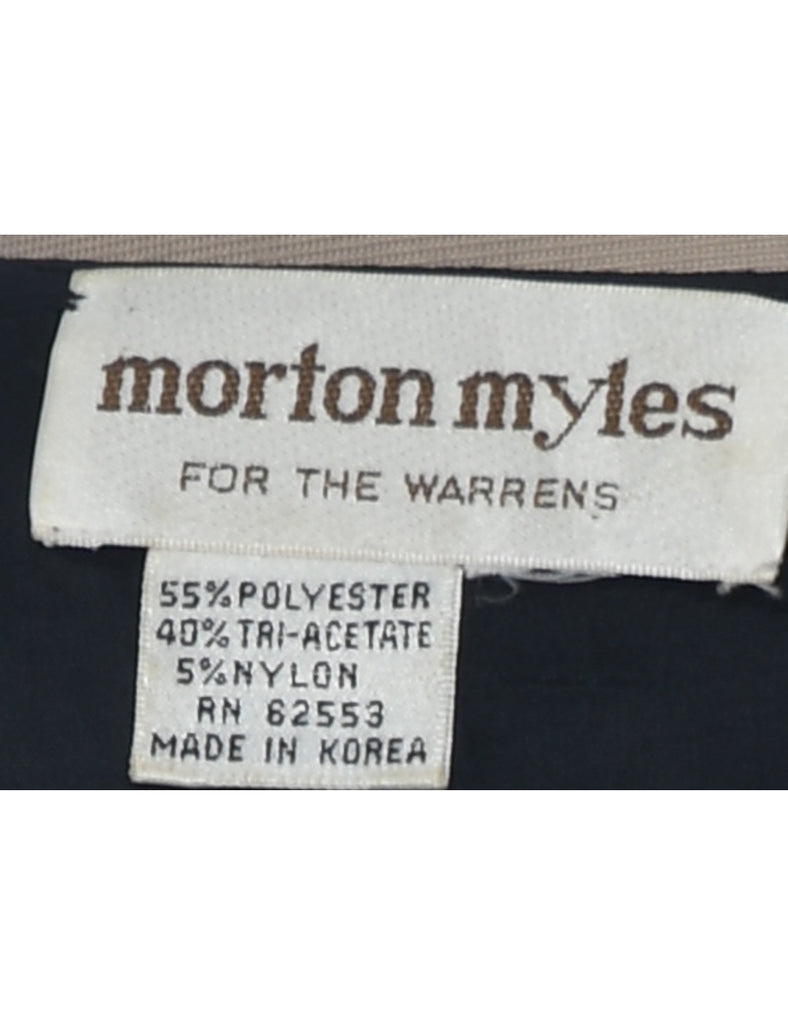 morton myles
FOR THE WARRENS
55% POLYESTER
40% TRI-ACETATE
5% NYLON
RN 62553
MADE IN KOREA